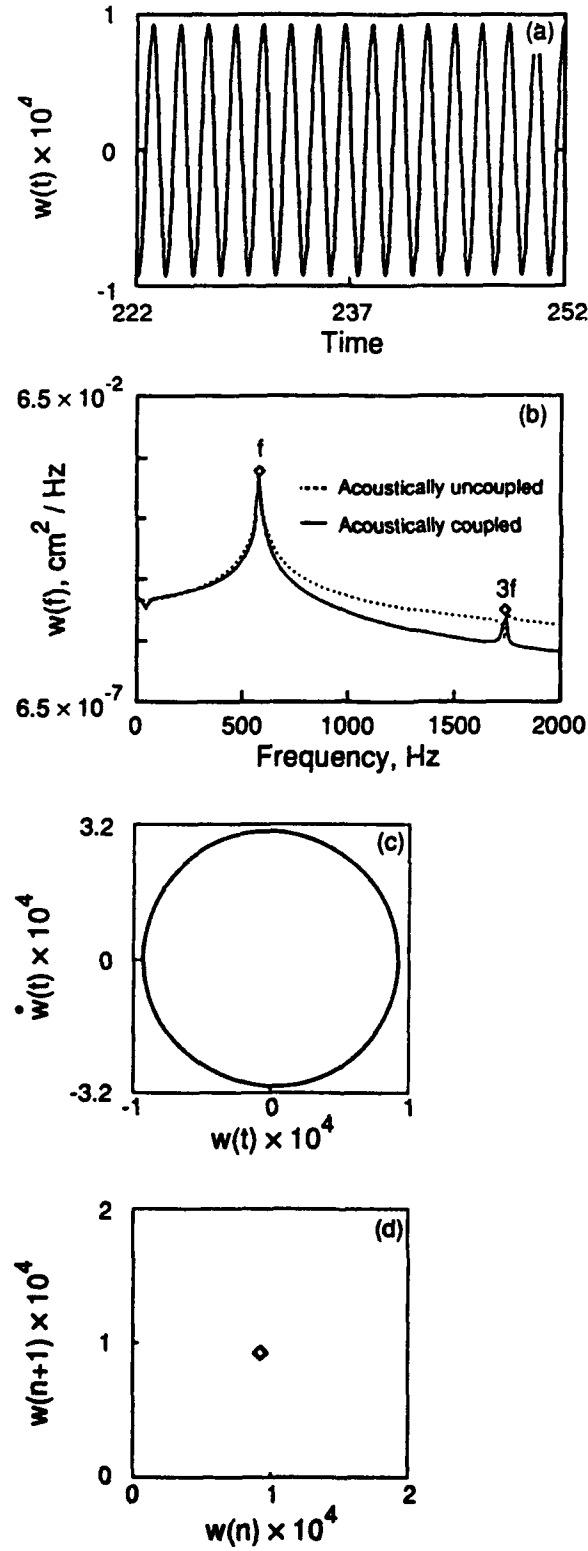 (a)
1
w(t) × 10⁴
0
-1
222 237 252
Time
6.5 × 10⁻²
(b)
f
Acoustically uncoupled
Acoustically coupled
3f
w(f), cm² / Hz
6.5 × 10⁻⁷
0 500 1000 1500 2000
Frequency, Hz
3.2
(c)
ẇ(t) × 10⁴
0
-3.2
-1 0 1
w(t) × 10⁴
2
(d)
w(n+1) × 10⁴
1
0
0 1 2
w(n) × 10⁴